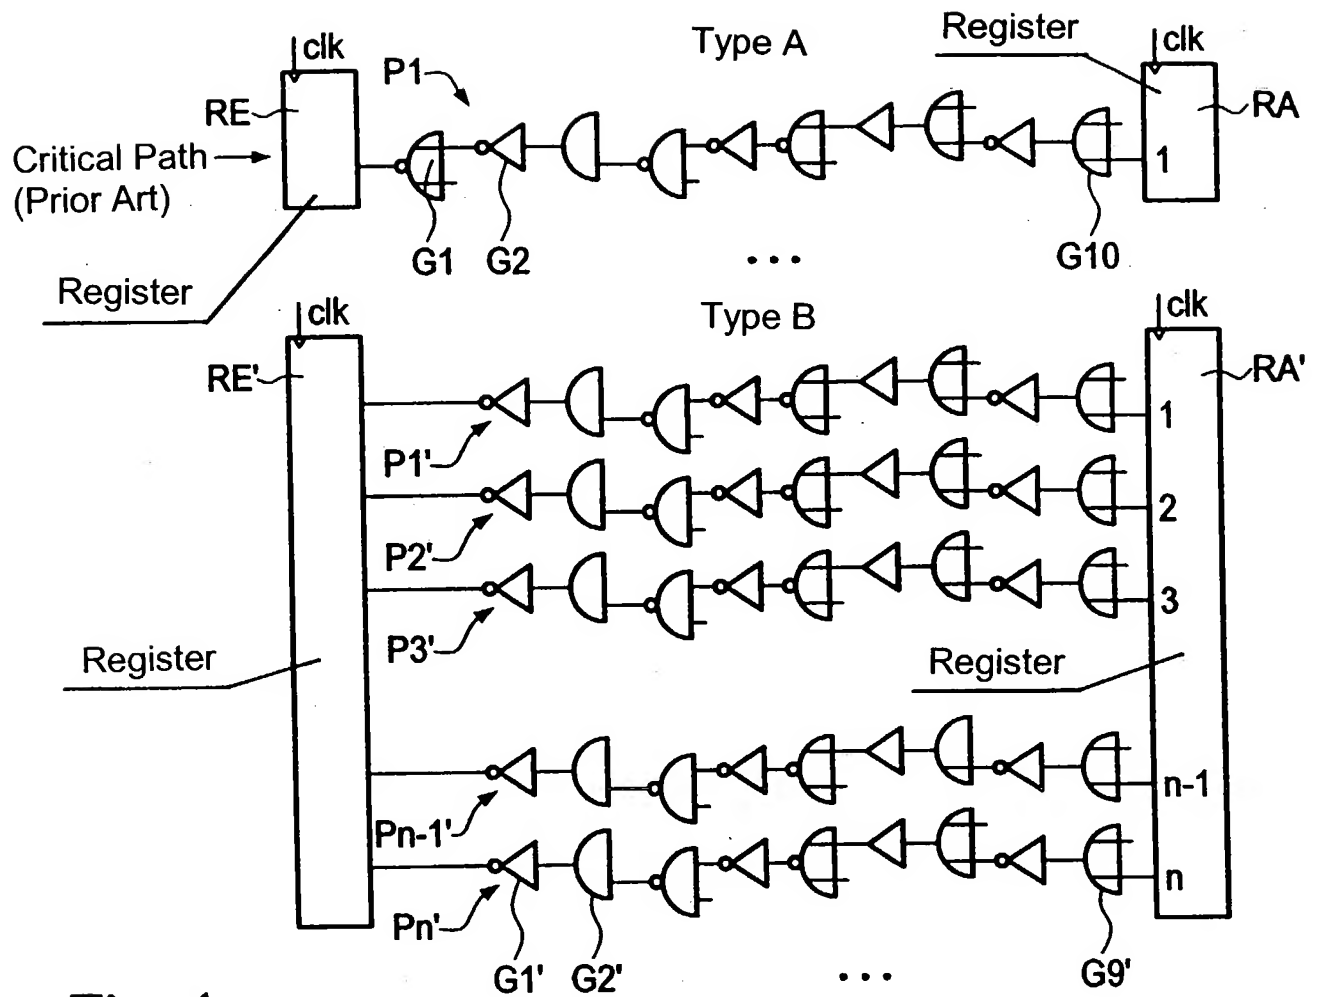 Type A
Register
clk
clk
P1
RE
RA
Critical Path
(Prior Art)
1
G1
G2
...
G10
Register
clk
Type B
clk
RE'
RA'
1
P1'
2
P2'
3
P3'
Register
Register
n-1
Pn-1'
n
Pn'
G1'
G2'
...
G9'